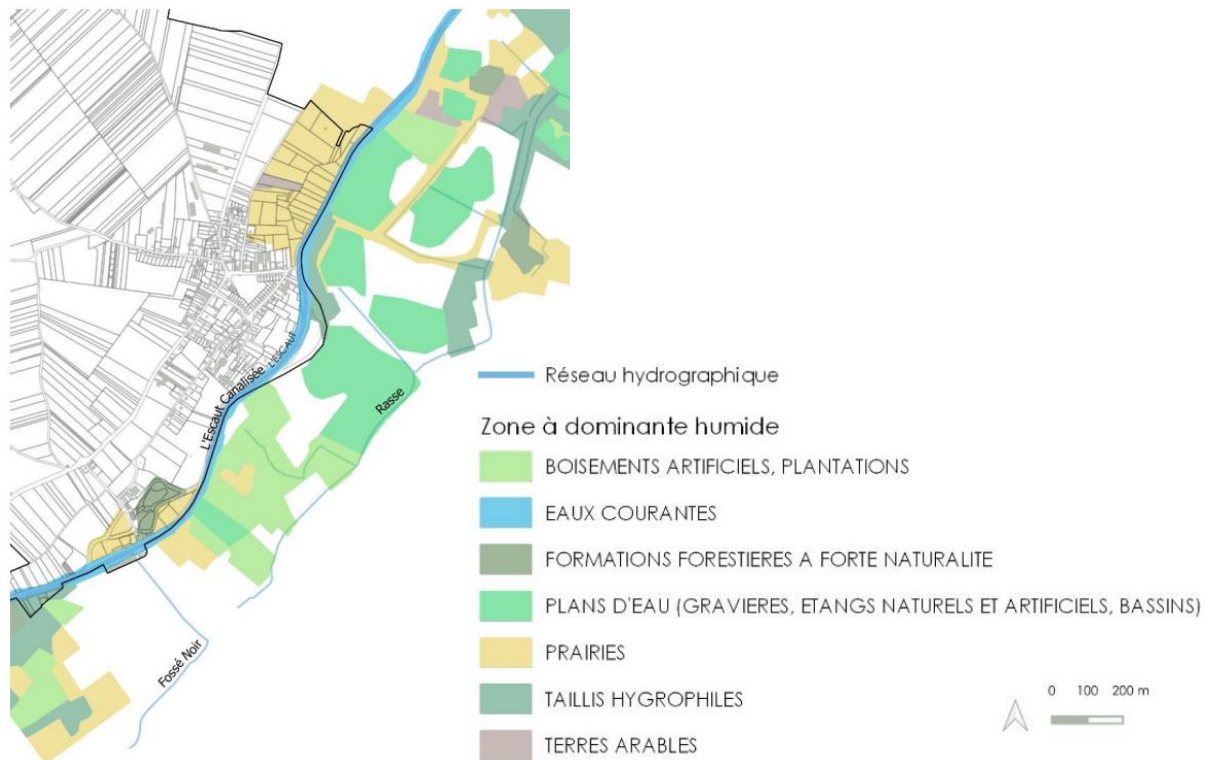 L'ESCAUT
L'Escaut Canalisée
Rasse
Fossé Noir
Réseau hydrographique
Zone à dominante humide
BOISEMENTS ARTIFICIELS, PLANTATIONS
EAUX COURANTES
FORMATIONS FORESTIERES A FORTE NATURALITE
PLANS D'EAU (GRAVIERES, ETANGS NATURELS ET ARTIFICIELS, BASSINS)
PRAIRIES
TAILLIS HYGROPHILES
TERRES ARABLES
0 100 200 m